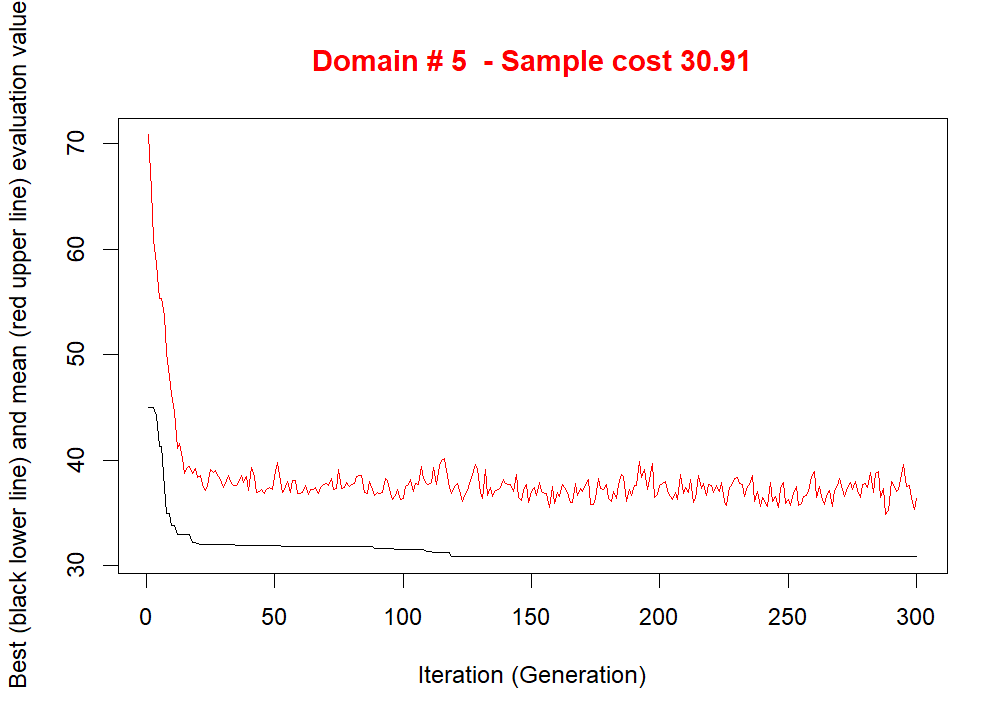 Domain # 5  - Sample cost 30.91
Best (black lower line) and mean (red upper line) evaluation value
70
60
50
40
30
0 50 100 150 200 250 300
Iteration (Generation)